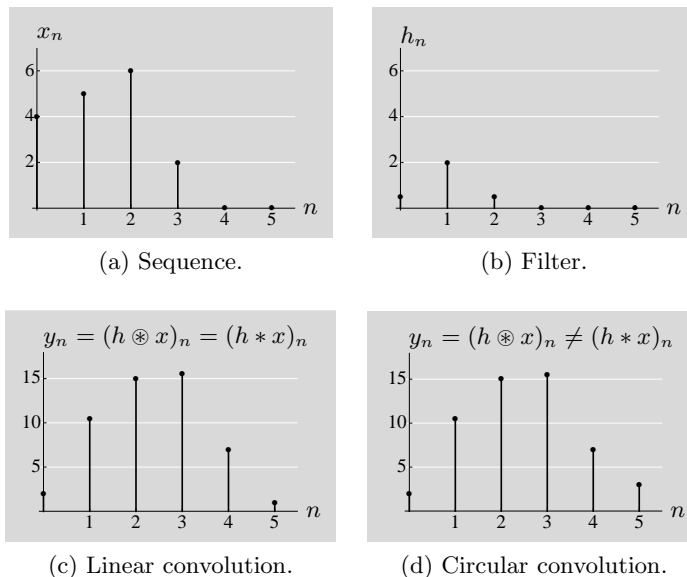 x_n
6
4
2
1 2 3 4 5 n
(a) Sequence.
h_n
6
4
2
1 2 3 4 5 n
(b) Filter.
y_n = (h ⊛ x)_n = (h ∗ x)_n
15
10
5
1 2 3 4 5 n
(c) Linear convolution.
y_n = (h ⊛ x)_n ≠ (h ∗ x)_n
15
10
5
1 2 3 4 5 n
(d) Circular convolution.